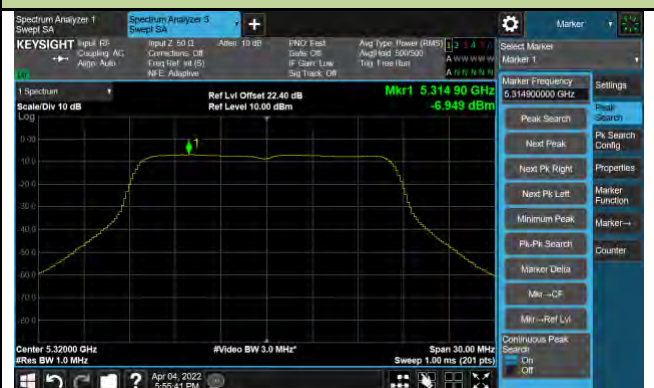 Spectrum Analyzer 1
Swept SA
Spectrum Analyzer 3
Swept SA
+
Marker
KEYSIGHT
Input: RF
Coupling: AC
Align: Auto
Input Z: 50 Ω
Corrections: Off
Freq Ref: Int (S)
NFE: Adaptive
Atten: 10 dB
PNO: Fast
Gate: Off
IF Gain: Low
Sig Track: Off
Avg Type: Power (RMS)
Avg|Hold: 500/500
Trig: Free Run
1 2 3 4 5 6
A W W W W W
A N N N N N
Select Marker
Marker 1
1 Spectrum
Scale/Div 10 dB
Log
Ref Lvl Offset 22.40 dB
Ref Level 10.00 dBm
Mkr1 5.314 90 GHz
-6.949 dBm
Marker Frequency
5.314900000 GHz
Settings
Peak Search
Next Peak
Next Pk Right
Next Pk Left
Minimum Peak
Pk-Pk Search
Marker Delta
Mkr→CF
Mkr→Ref Lvl
Continuous Peak
Search
On
Off
Peak
Search
Pk Search
Config
Properties
Marker
Function
Marker→
Counter
1
0.00
-10.0
-20.0
-30.0
-40.0
-50.0
-60.0
-70.0
-80.0
Center 5.32000 GHz
#Res BW 1.0 MHz
#Video BW 3.0 MHz*
Span 30.00 MHz
Sweep 1.00 ms (201 pts)
?
Apr 04, 2022
5:55:41 PM